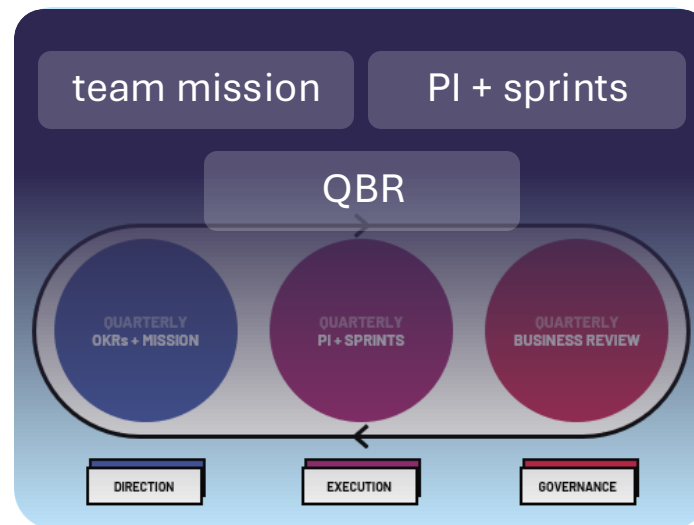 team mission
PI + sprints
QBR
QUARTERLY
OKRs + MISSION
QUARTERLY
PI + SPRINTS
QUARTERLY
BUSINESS REVIEW
DIRECTION
EXECUTION
GOVERNANCE